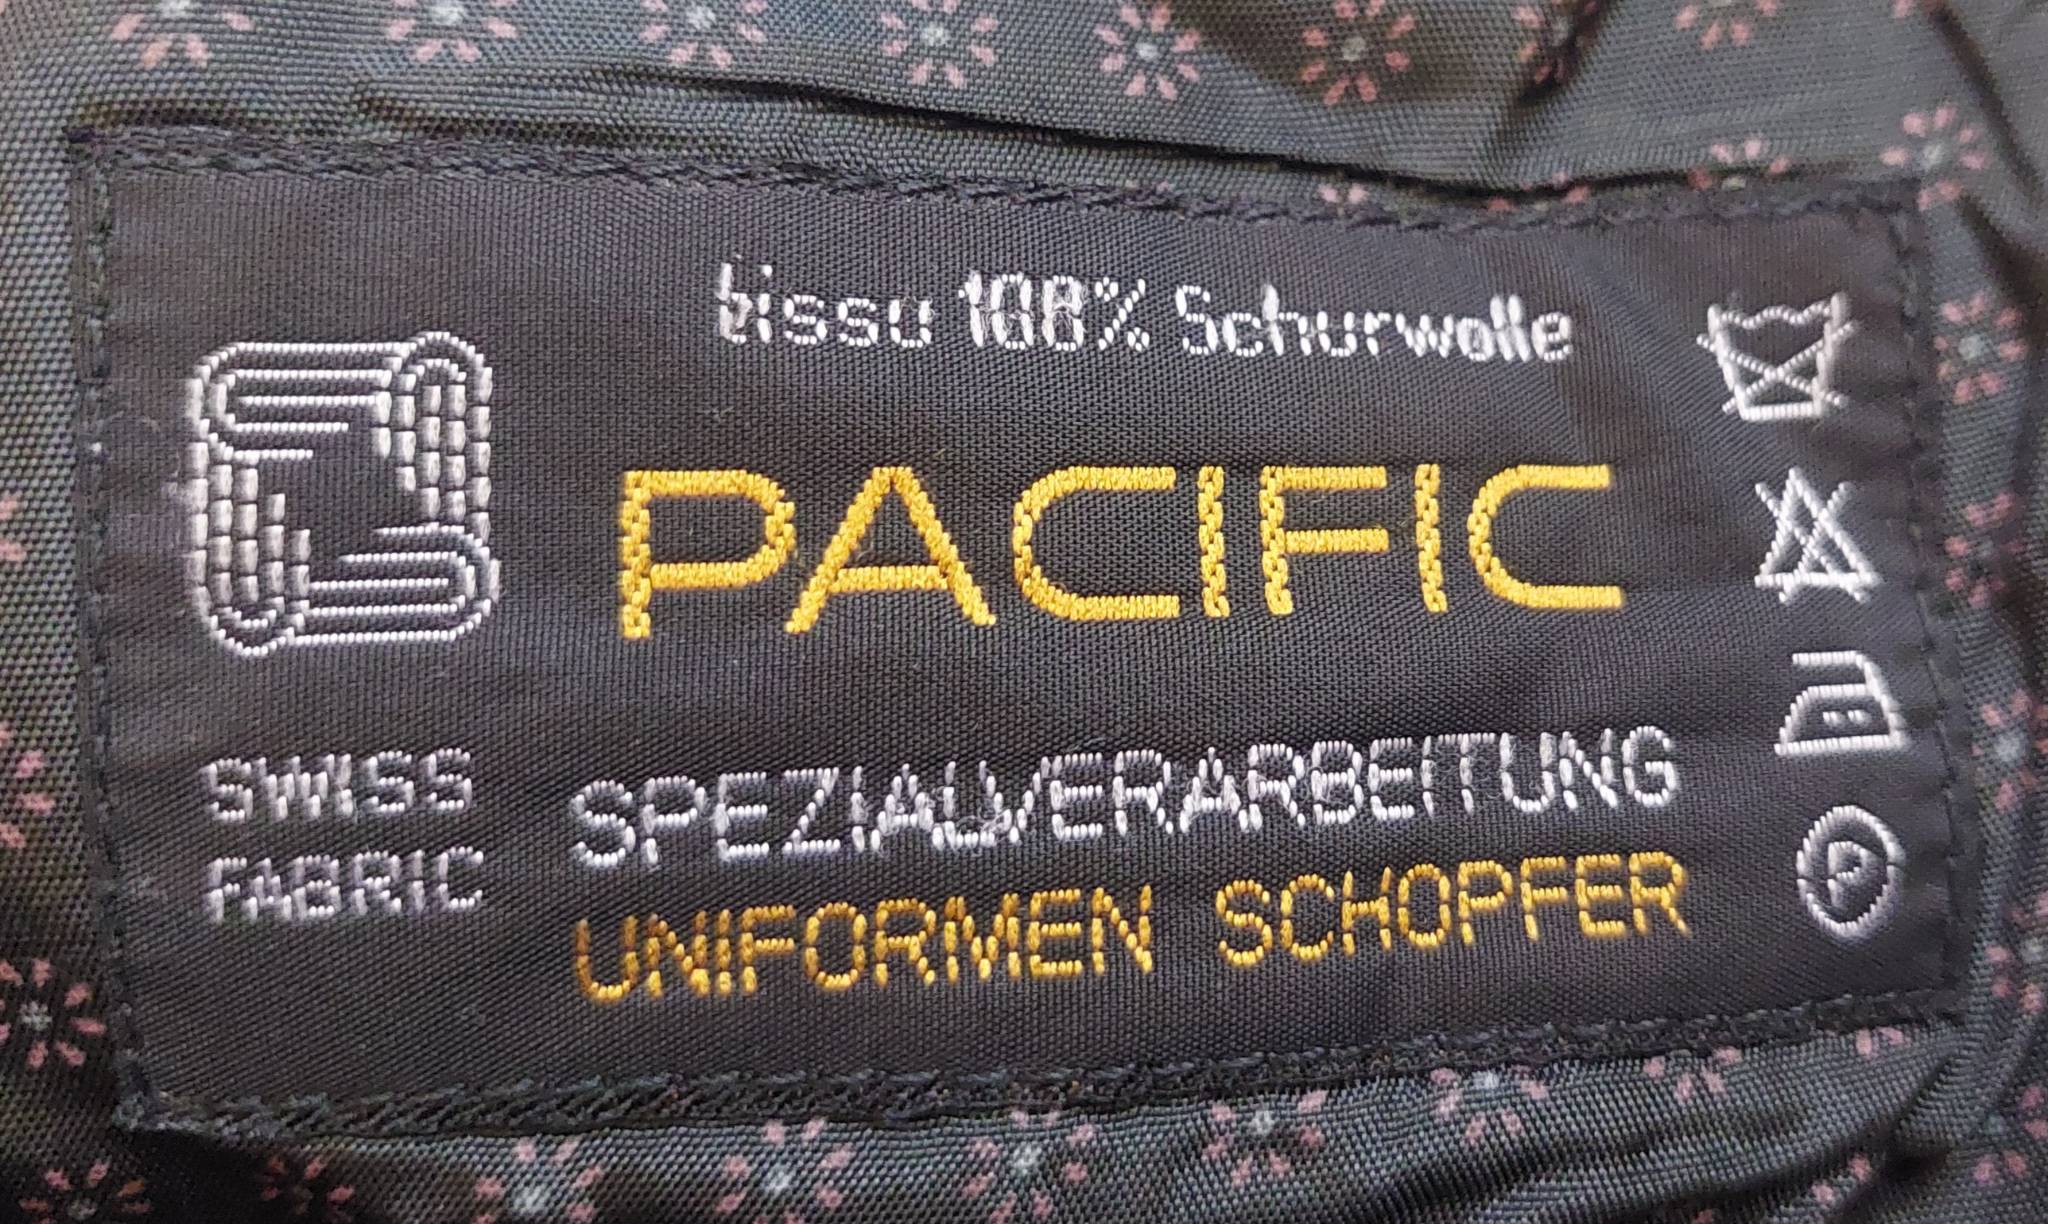 tissu 100% Schurwolle
PACIFIC
SWISS
FABRIC
SPEZIALVERARBEITUNG
UNIFORMEN SCHOPFER
P